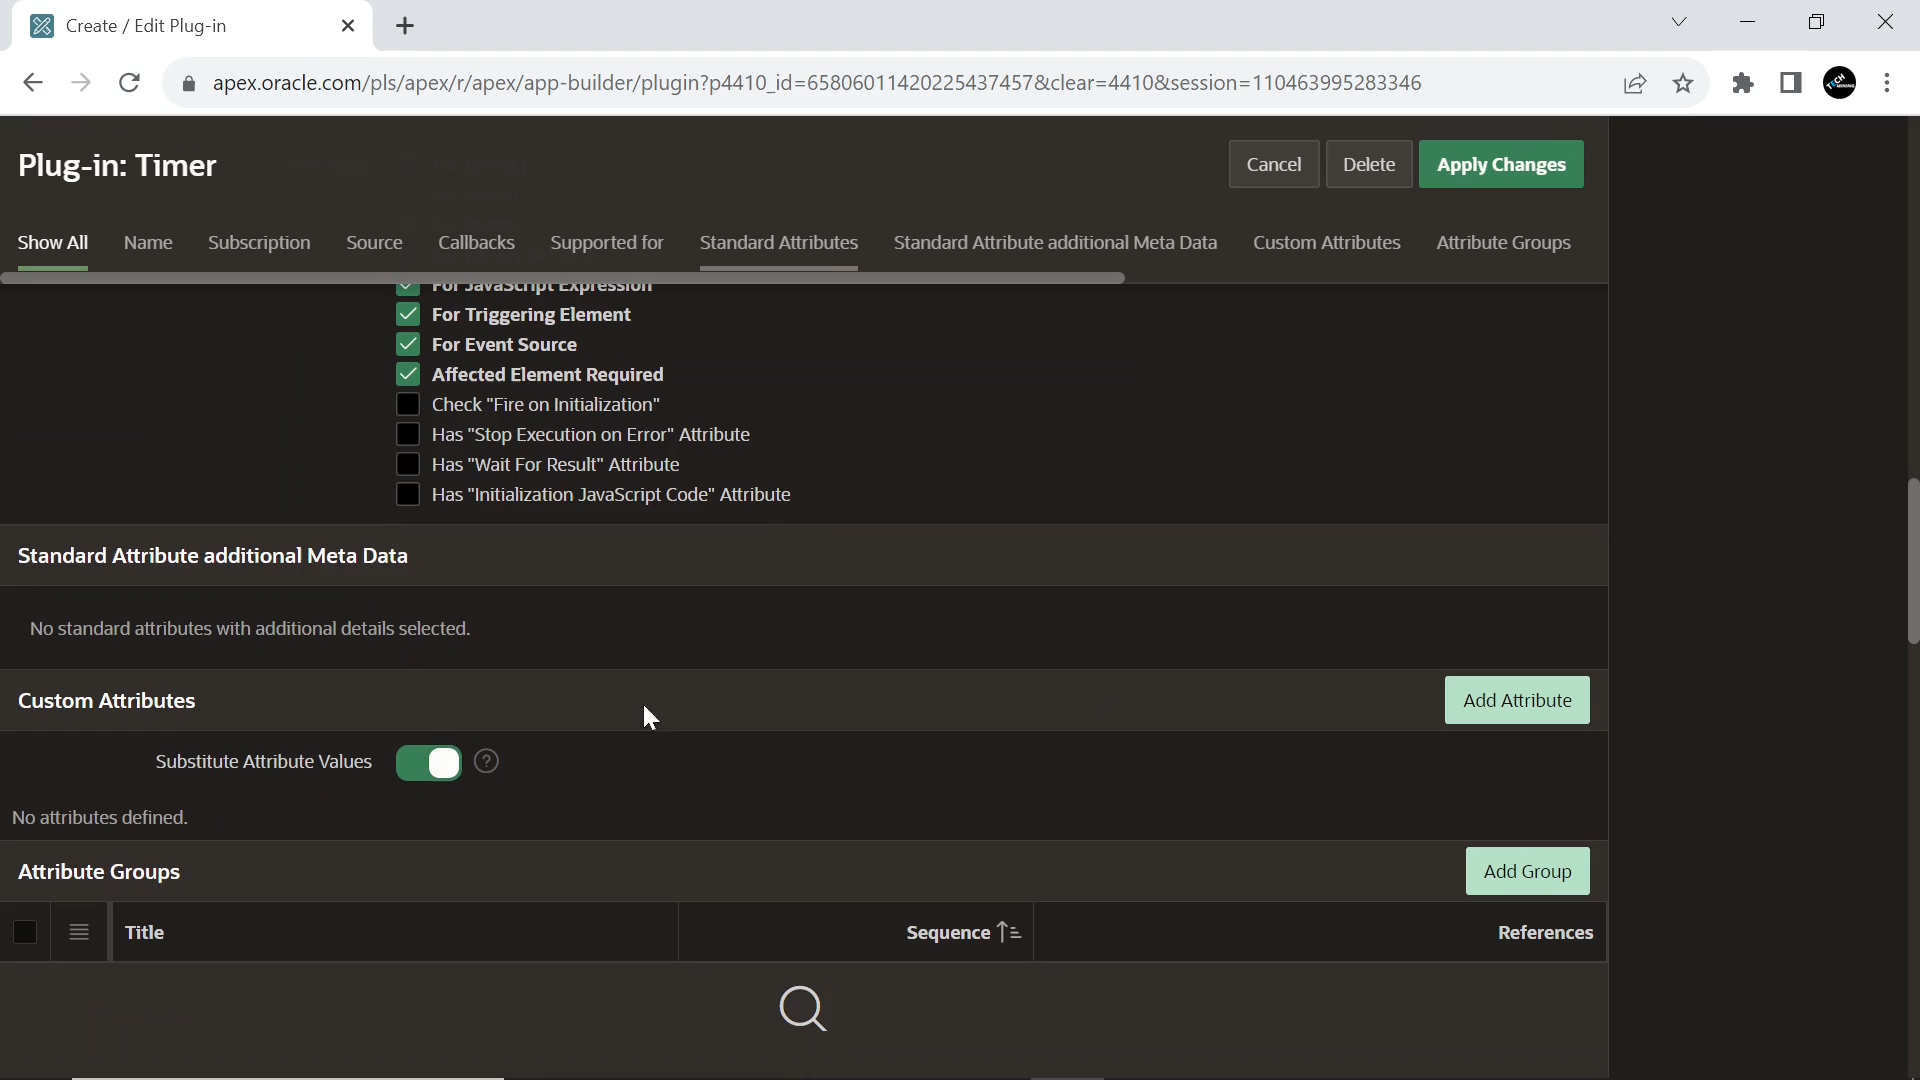 Create / Edit Plug-in
apex.oracle.com/pls/apex/r/apex/app-builder/plugin?p4410_id=65806011420225437457&clear=4410&session=110463995283346
Plug-in: Timer
Cancel
Delete
Apply Changes
Show All
Name
Subscription
Source
Callbacks
Supported for
Standard Attributes
Standard Attribute additional Meta Data
Custom Attributes
Attribute Groups
For JavaScript Expression
For Triggering Element
For Event Source
Affected Element Required
Check "Fire on Initialization"
Has "Stop Execution on Error" Attribute
Has "Wait For Result" Attribute
Has "Initialization JavaScript Code" Attribute
Standard Attribute additional Meta Data
No standard attributes with additional details selected.
Custom Attributes
Add Attribute
Substitute Attribute Values
No attributes defined.
Attribute Groups
Add Group
Title
Sequence
References